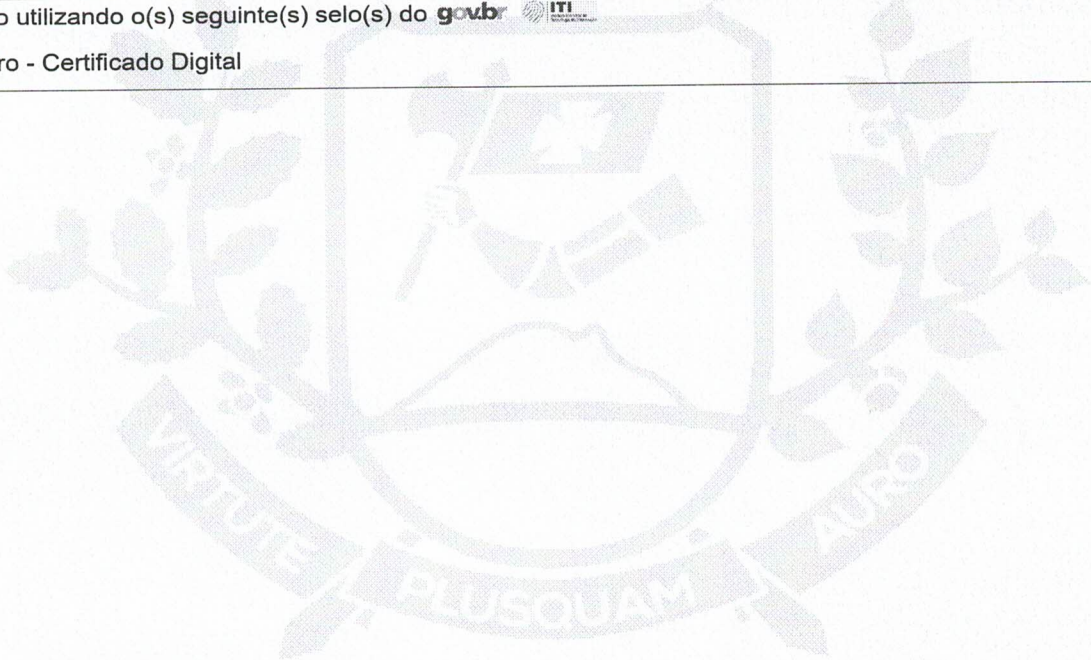 o utilizando o(s) seguinte(s) selo(s) do gov.br ITI
ro - Certificado Digital
VIRTUTE PLUSQUAM AURO